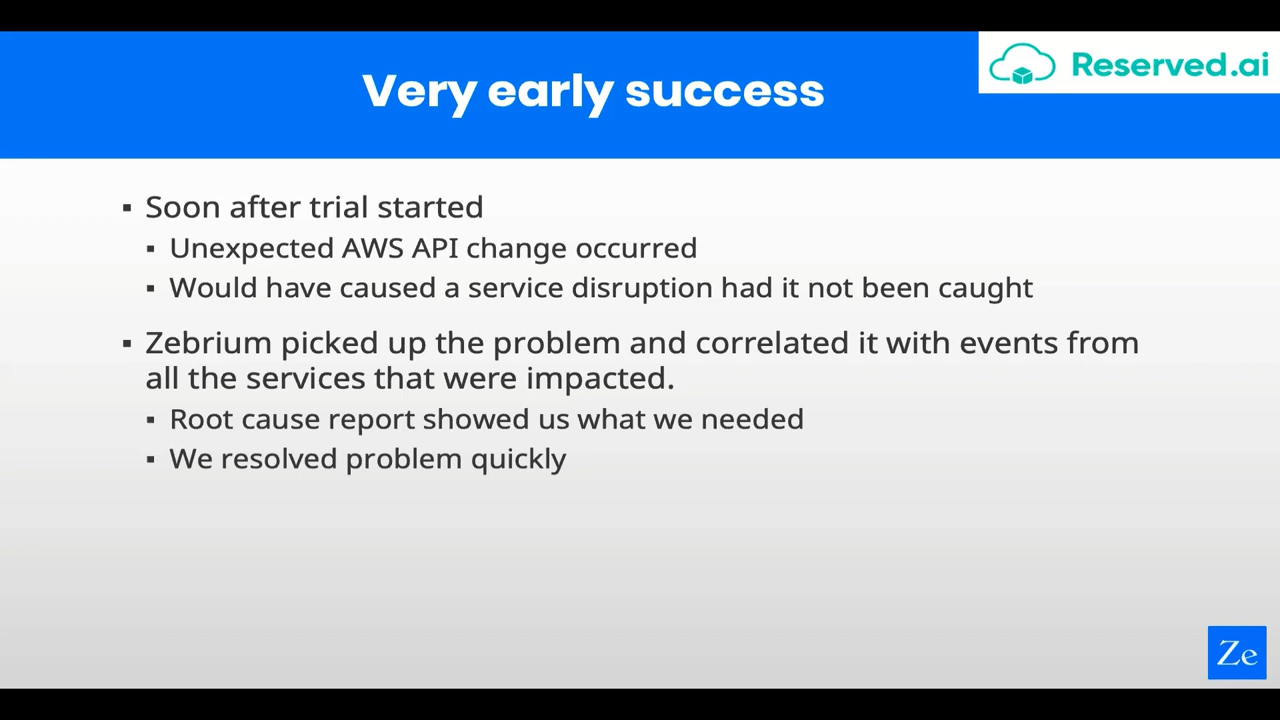 Reserved.ai
Very early success
▪ Soon after trial started
▪ Unexpected AWS API change occurred
▪ Would have caused a service disruption had it not been caught
▪ Zebrium picked up the problem and correlated it with events from
all the services that were impacted.
▪ Root cause report showed us what we needed
▪ We resolved problem quickly
Ze